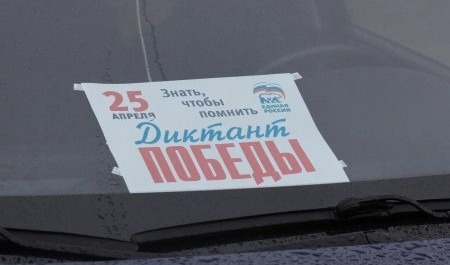 25
АПРЕЛЯ
Знать,
чтобы
помнить
ЕДИНАЯ
РОССИЯ
Диктант
ПОБЕДЫ